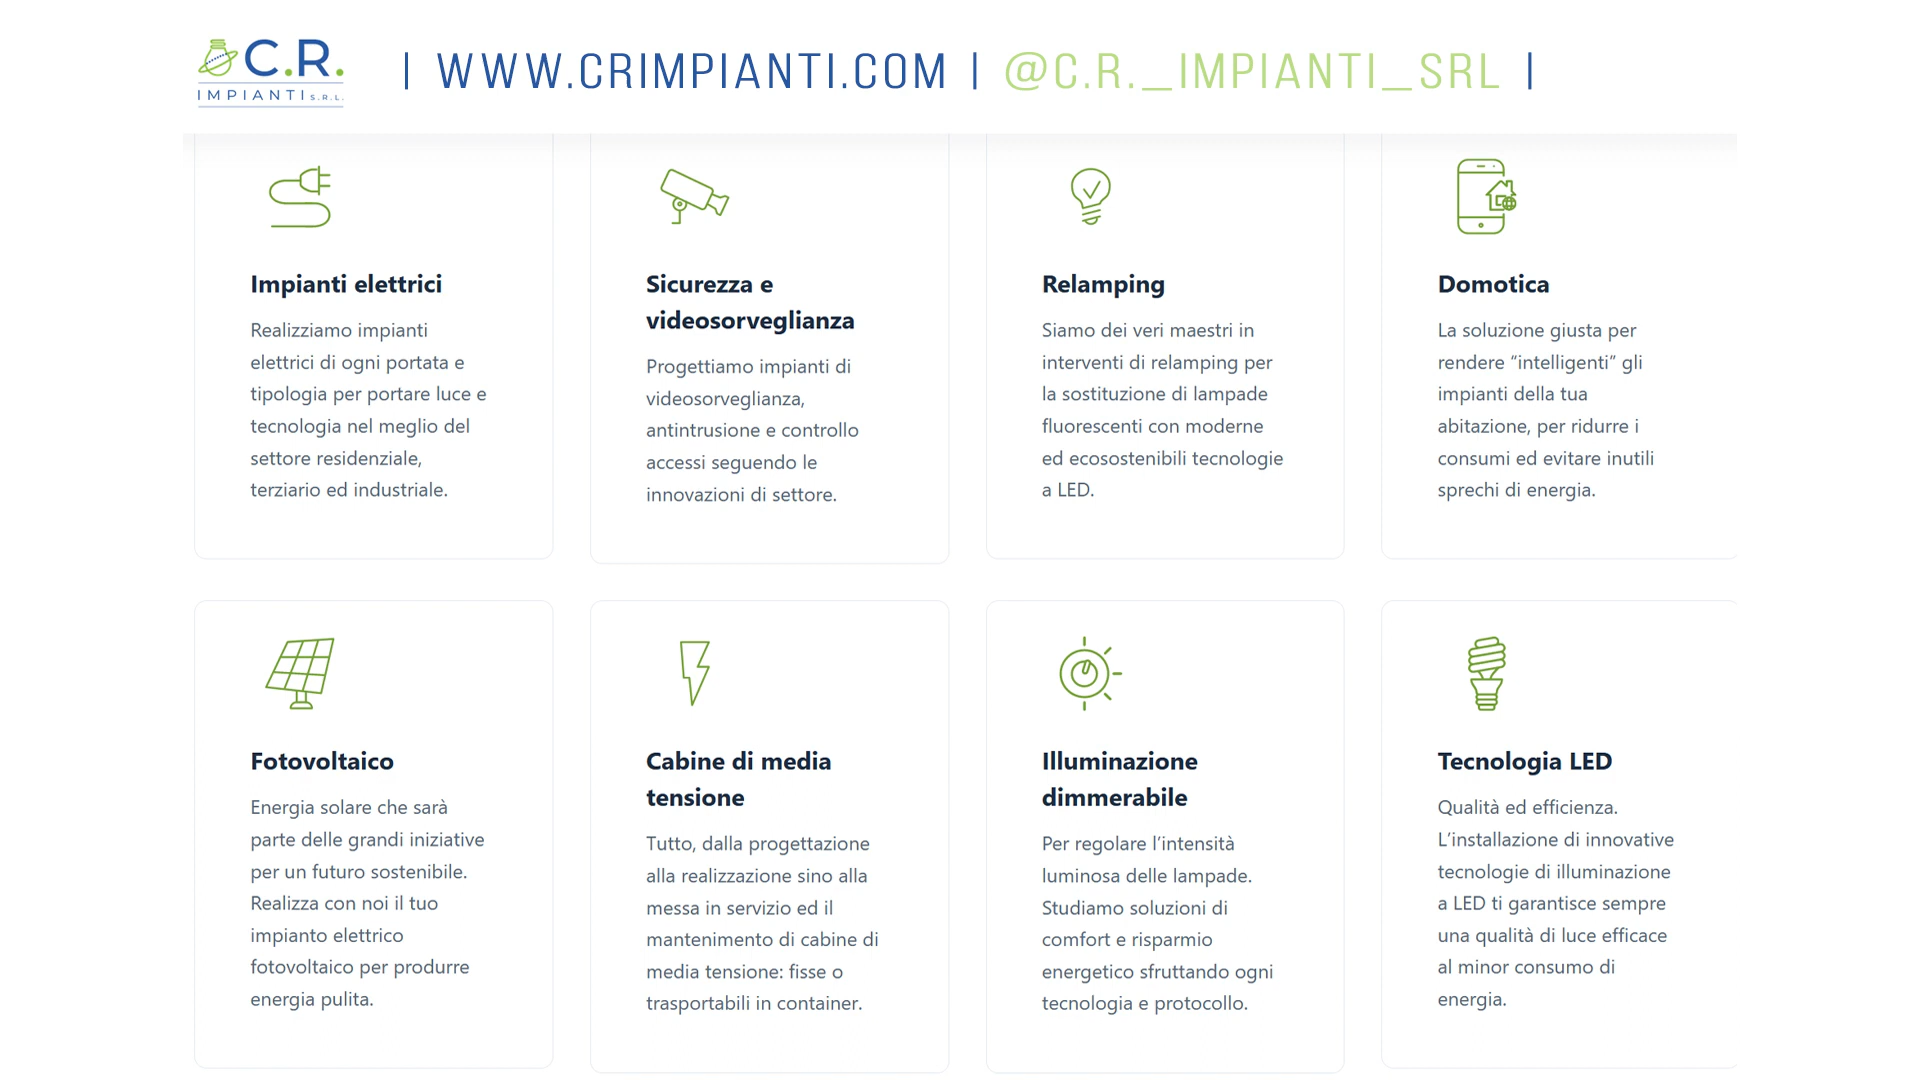 C.R.
IMPIANTI S.R.L.
| WWW.CRIMPIANTI.COM | @C.R._IMPIANTI_SRL |
Impianti elettrici
Realizziamo impianti
elettrici di ogni portata e
tipologia per portare luce e
tecnologia nel meglio del
settore residenziale,
terziario ed industriale.
Sicurezza e
videosorveglianza
Progettiamo impianti di
videosorveglianza,
antintrusione e controllo
accessi seguendo le
innovazioni di settore.
Relamping
Siamo dei veri maestri in
interventi di relamping per
la sostituzione di lampade
fluorescenti con moderne
ed ecosostenibili tecnologie
a LED.
Domotica
La soluzione giusta per
rendere “intelligenti” gli
impianti della tua
abitazione, per ridurre i
consumi ed evitare inutili
sprechi di energia.
Fotovoltaico
Energia solare che sarà
parte delle grandi iniziative
per un futuro sostenibile.
Realizza con noi il tuo
impianto elettrico
fotovoltaico per produrre
energia pulita.
Cabine di media
tensione
Tutto, dalla progettazione
alla realizzazione sino alla
messa in servizio ed il
mantenimento di cabine di
media tensione: fisse o
trasportabili in container.
Illuminazione
dimmerabile
Per regolare l’intensità
luminosa delle lampade.
Studiamo soluzioni di
comfort e risparmio
energetico sfruttando ogni
tecnologia e protocollo.
Tecnologia LED
Qualità ed efficienza.
L’installazione di innovative
tecnologie di illuminazione
a LED ti garantisce sempre
una qualità di luce efficace
al minor consumo di
energia.